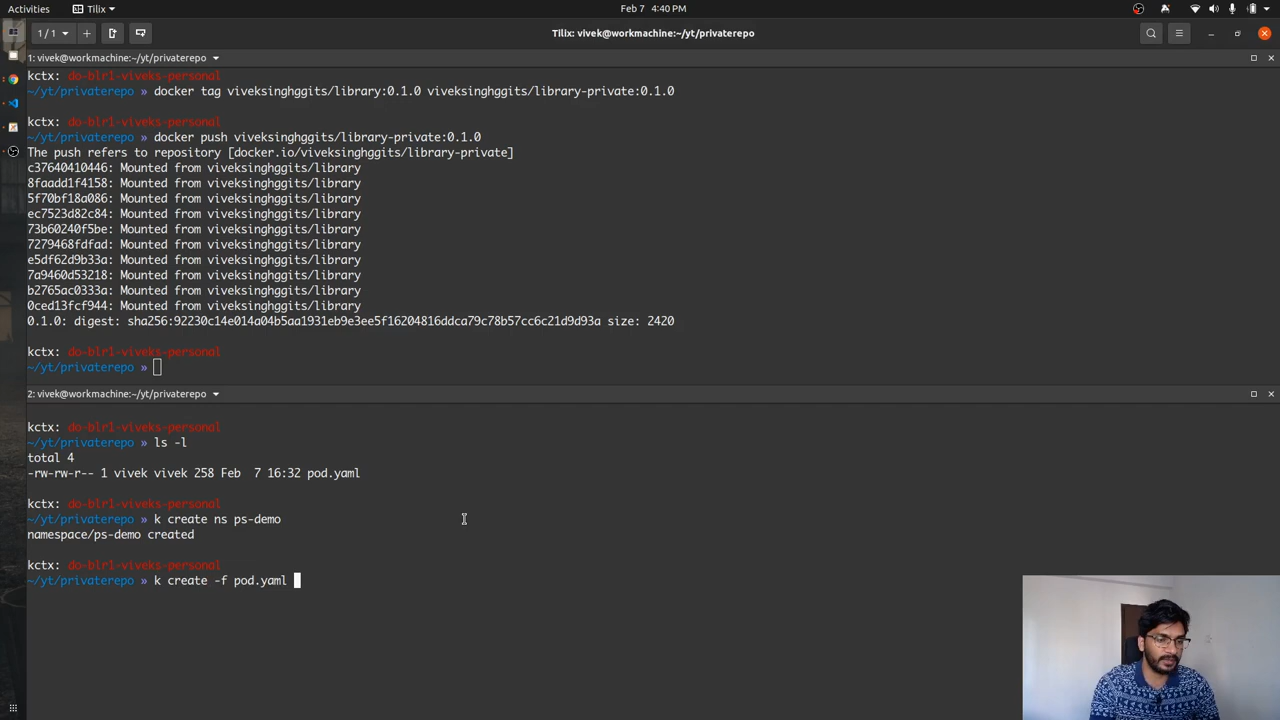 Activities
Tilix
Feb 7 4:40 PM
1 / 1
Tilix: vivek@workmachine:~/yt/privaterepo
1: vivek@workmachine:~/yt/privaterepo
kctx: do-blr1-viveks-personal
~/yt/privaterepo » docker tag viveksinghggits/library:0.1.0 viveksinghggits/library-private:0.1.0
kctx: do-blr1-viveks-personal
~/yt/privaterepo » docker push viveksinghggits/library-private:0.1.0
The push refers to repository [docker.io/viveksinghggits/library-private]
c37640410446: Mounted from viveksinghggits/library
8faadd1f4158: Mounted from viveksinghggits/library
5f70bf18a086: Mounted from viveksinghggits/library
ec7523d82c84: Mounted from viveksinghggits/library
73b60240f5be: Mounted from viveksinghggits/library
7279468fdfad: Mounted from viveksinghggits/library
e5df62d9b33a: Mounted from viveksinghggits/library
7a9460d53218: Mounted from viveksinghggits/library
b2765ac0333a: Mounted from viveksinghggits/library
0ced13fcf944: Mounted from viveksinghggits/library
0.1.0: digest: sha256:92230c14e014a04b5aa1931eb9e3ee5f16204816ddca79c78b57cc6c21d9d93a size: 2420
kctx: do-blr1-viveks-personal
~/yt/privaterepo »
2: vivek@workmachine:~/yt/privaterepo
kctx: do-blr1-viveks-personal
~/yt/privaterepo » ls -l
total 4
-rw-rw-r-- 1 vivek vivek 258 Feb  7 16:32 pod.yaml
kctx: do-blr1-viveks-personal
~/yt/privaterepo » k create ns ps-demo
namespace/ps-demo created
kctx: do-blr1-viveks-personal
~/yt/privaterepo » k create -f pod.yaml